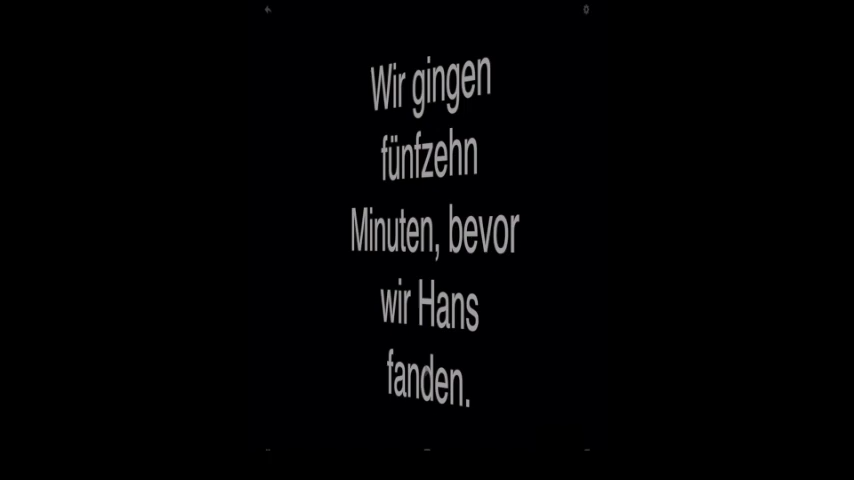 Wir gingen
fünfzehn
Minuten, bevor
wir Hans
fanden.